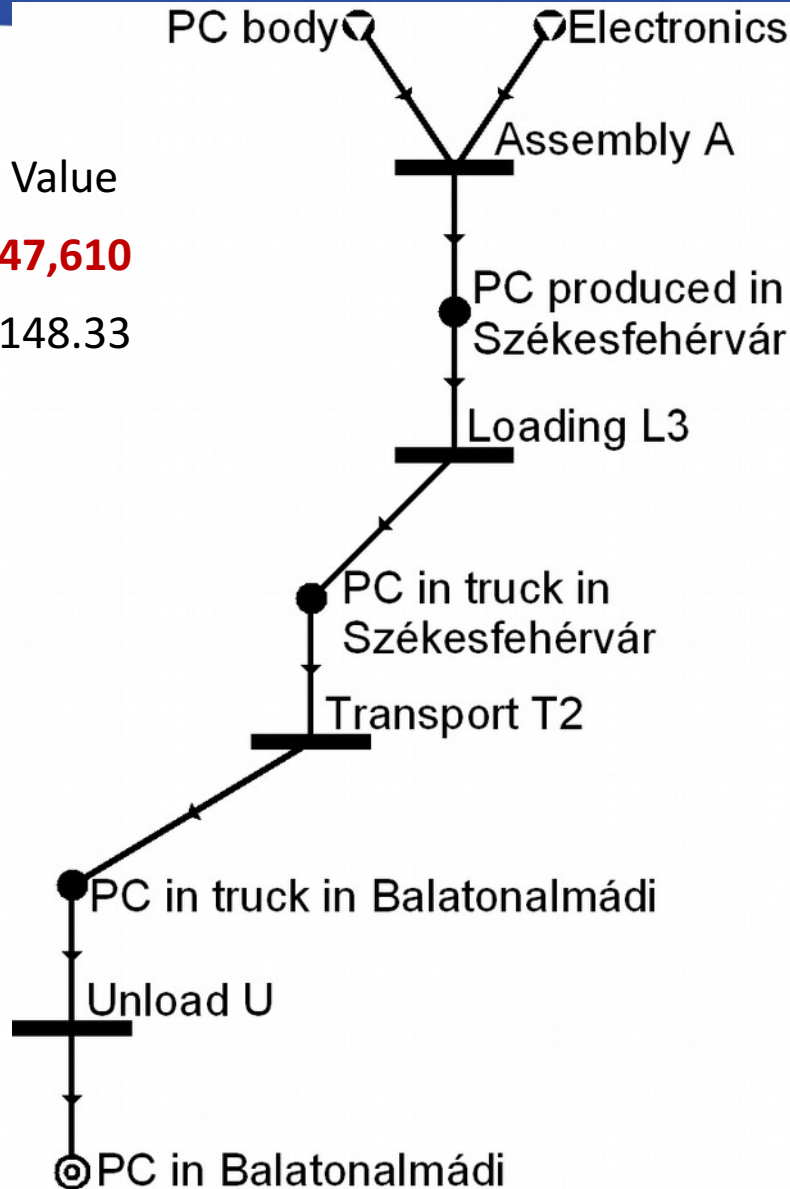 PC body
Electronics
Assembly A
Value
47,610
PC produced in
Székesfehérvár
148.33
Loading L3
PC in truck in
Székesfehérvár
Transport T2
PC in truck in Balatonalmádi
Unload U
PC in Balatonalmádi